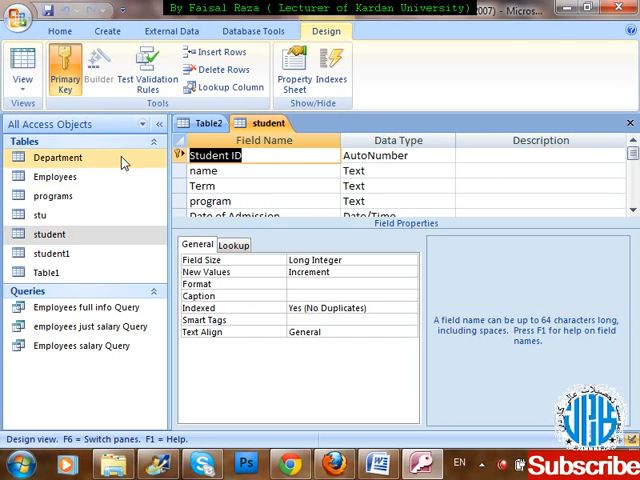 By Faisal Raza ( Lecturer of Kardan University)
2007) - Micros...
Home Create External Data Database Tools Design
View
Primary Key
Builder
Test Validation Rules
Insert Rows
Delete Rows
Lookup Column
Property Sheet
Indexes
Views Tools Show/Hide
All Access Objects
Tables
Department
Employees
programs
stu
student
student1
Table1
Queries
Employees full info Query
employees just salary Query
Employees salary Query
Table2 student
Field Name Data Type Description
Student ID AutoNumber
name Text
Term Text
program Text
Date of Admission Date/Time
Field Properties
General Lookup
Field Size Long Integer
New Values Increment
Format
Caption
Indexed Yes (No Duplicates)
Smart Tags
Text Align General
A field name can be up to 64 characters long,
including spaces. Press F1 for help on field
names.
Design view. F6 = Switch panes. F1 = Help.
Ps
EN
Subscribe